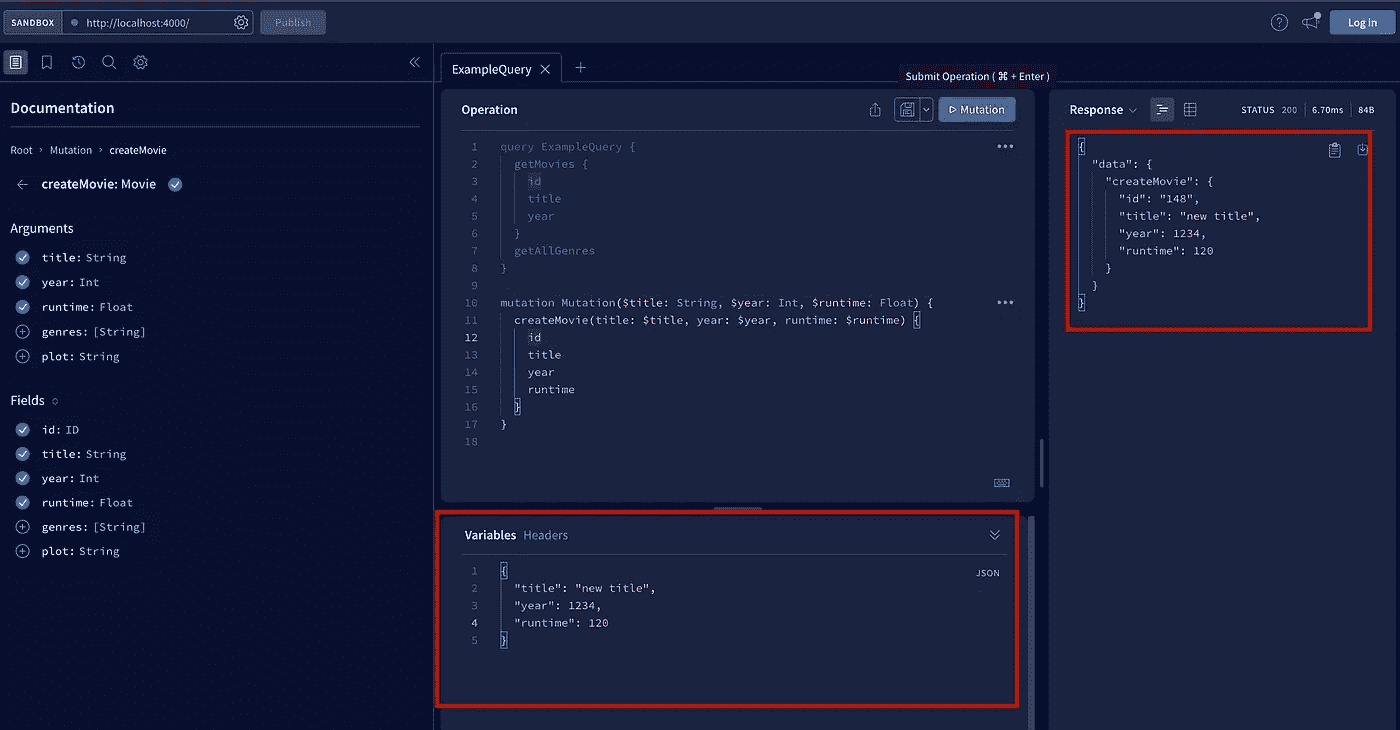 SANDBOX http://localhost:4000/ Publish Log in
Documentation
Root › Mutation › createMovie
createMovie: Movie
Arguments
title: String
year: Int
runtime: Float
genres: [String]
plot: String
Fields
id: ID
title: String
year: Int
runtime: Float
genres: [String]
plot: String
ExampleQuery
Submit Operation ( ⌘ + Enter )
Operation
Mutation
1 query ExampleQuery {
2 getMovies {
3 id
4 title
5 year
6 }
7 getAllGenres
8 }
9
10 mutation Mutation($title: String, $year: Int, $runtime: Float) {
11 createMovie(title: $title, year: $year, runtime: $runtime) {
12 id
13 title
14 year
15 runtime
16 }
17 }
18
Variables Headers
JSON
1 {
2 "title": "new title",
3 "year": 1234,
4 "runtime": 120
5 }
Response STATUS 200 6.70ms 84B
{
"data": {
"createMovie": {
"id": "148",
"title": "new title",
"year": 1234,
"runtime": 120
}
}
}